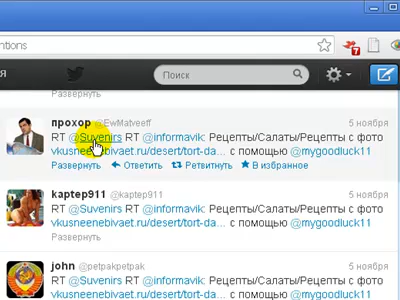 ntions
7
я
Поиск
Развернуть
прохор @EwMatveeff 5 ноября
RT @Suvenirs RT @informavik: Рецепты/Салаты/Рецепты с фото
vkusneenebivaet.ru/desert/tort-da... с помощью @mygoodluck11
Развернуть Ответить Ретвитнуть В избранное
kaptep911 @kaptep911 5 ноября
RT @Suvenirs RT @informavik: Рецепты/Салаты/Рецепты с фото
vkusneenebivaet.ru/desert/tort-da... с помощью @mygoodluck11
Развернуть
john @petpakpetpak 5 ноября
RT @Suvenirs RT @informavik: Рецепты/Салаты/Рецепты с фото
vkusneenebivaet.ru/desert/tort-da... с помощью @mygoodluck11